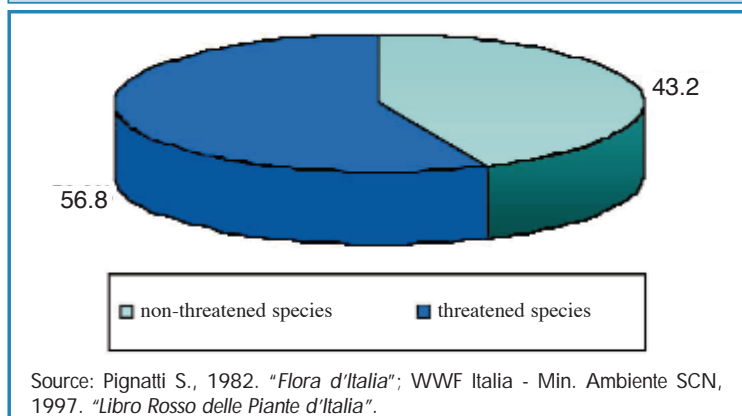 43.2
56.8
non-threatened species threatened species
Source: Pignatti S., 1982. "Flora d'Italia"; WWF Italia - Min. Ambiente SCN,
1997. "Libro Rosso delle Piante d'Italia".